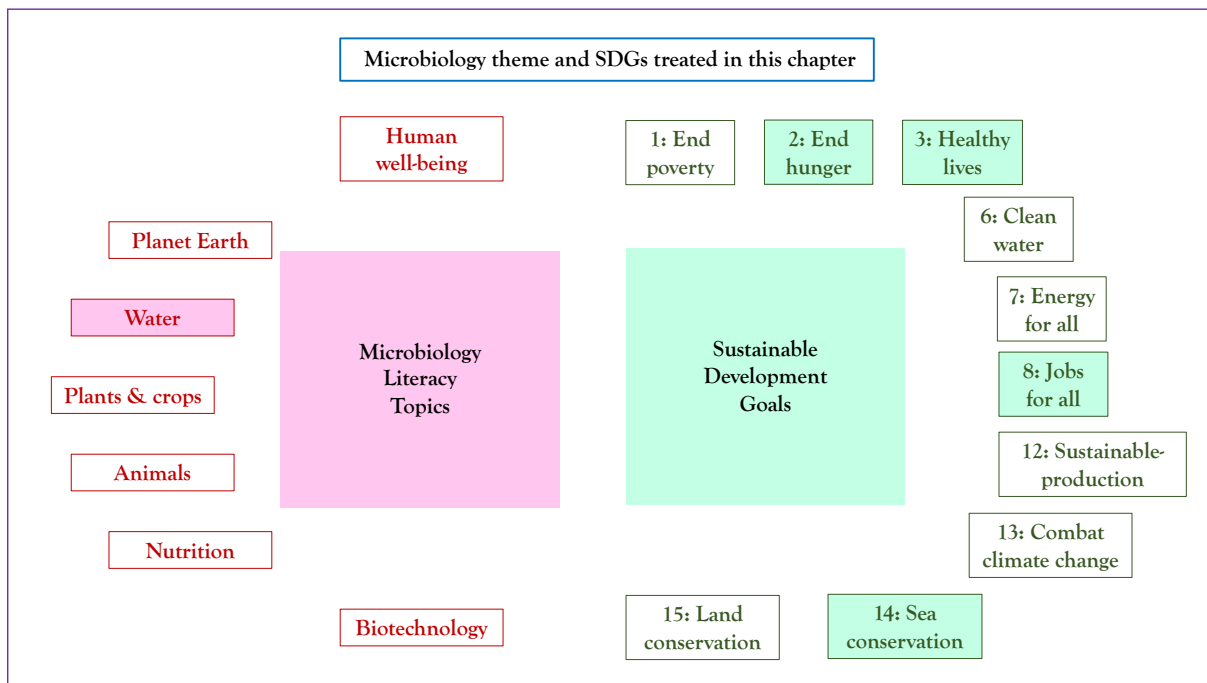 Microbiology theme and SDGs treated in this chapter
Human
well-being
1: End
poverty
2: End
hunger
3: Healthy
lives
Planet Earth
6: Clean
water
Water
7: Energy
for all
Microbiology
Literacy
Topics
Sustainable
Development
Goals
Plants & crops
8: Jobs
for all
Animals
12: Sustainable-
production
Nutrition
13: Combat
climate change
Biotechnology
15: Land
conservation
14: Sea
conservation